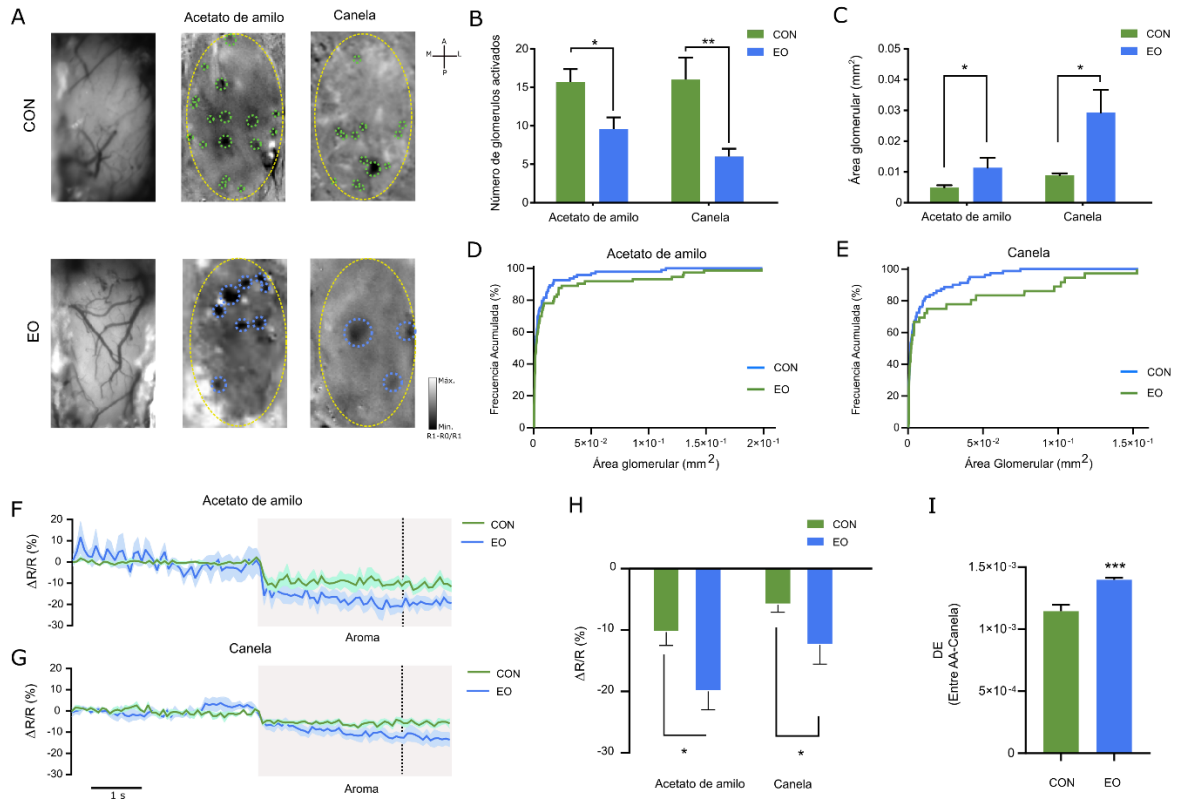 A
Acetato de amilo
Canela
CON
A
M
L
P
EO
Max.
Min.
R1-R0/R1
B
CON
EO
Número de glomerulos activados
20
15
10
5
0
*
**
Acetato de amilo
Canela
C
CON
EO
Área glomerular (mm2)
0.05
0.04
0.03
0.02
0.01
0.00
*
*
Acetato de amilo
Canela
D
Acetato de amilo
Frecuencia Acumulada (%)
100
80
60
40
20
0
CON
EO
0
5×10-2
1×10-1
2×10-1
Área glomerular (mm2)
E
Canela
Frecuencia Acumulada (%)
100
80
60
40
20
0
CON
EO
0
5×10-2
1×10-1
1.5×10-1
Área Glomerular (mm2)
F
Acetato de amilo
ΔR/R (%)
20
10
0
-10
-20
-30
CON
EO
Aroma
G
Canela
ΔR/R (%)
20
10
0
-10
-20
-30
CON
EO
Aroma
1 s
H
CON
EO
ΔR/R (%)
0
-10
-20
-30
*
*
Acetato de amilo
Canela
I
DE
(Entre AA-Canela)
1.5×10-3
1×10-3
5×10-4
0
***
CON
EO